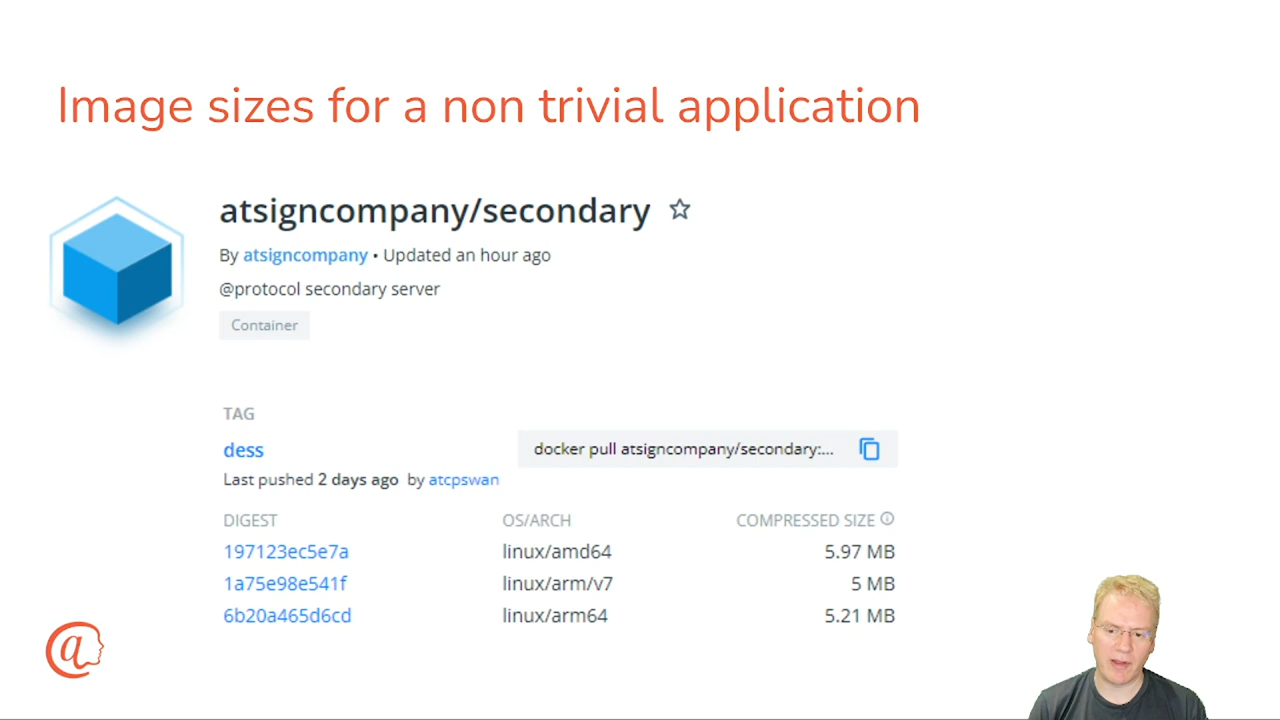 Image sizes for a non trivial application
atsigncompany/secondary
By atsigncompany • Updated an hour ago
@protocol secondary server
Container
TAG
dess
docker pull atsigncompany/secondary:...
Last pushed 2 days ago by atcpswan
DIGEST OS/ARCH COMPRESSED SIZE
197123ec5e7a linux/amd64 5.97 MB
1a75e98e541f linux/arm/v7 5 MB
6b20a465d6cd linux/arm64 5.21 MB
@